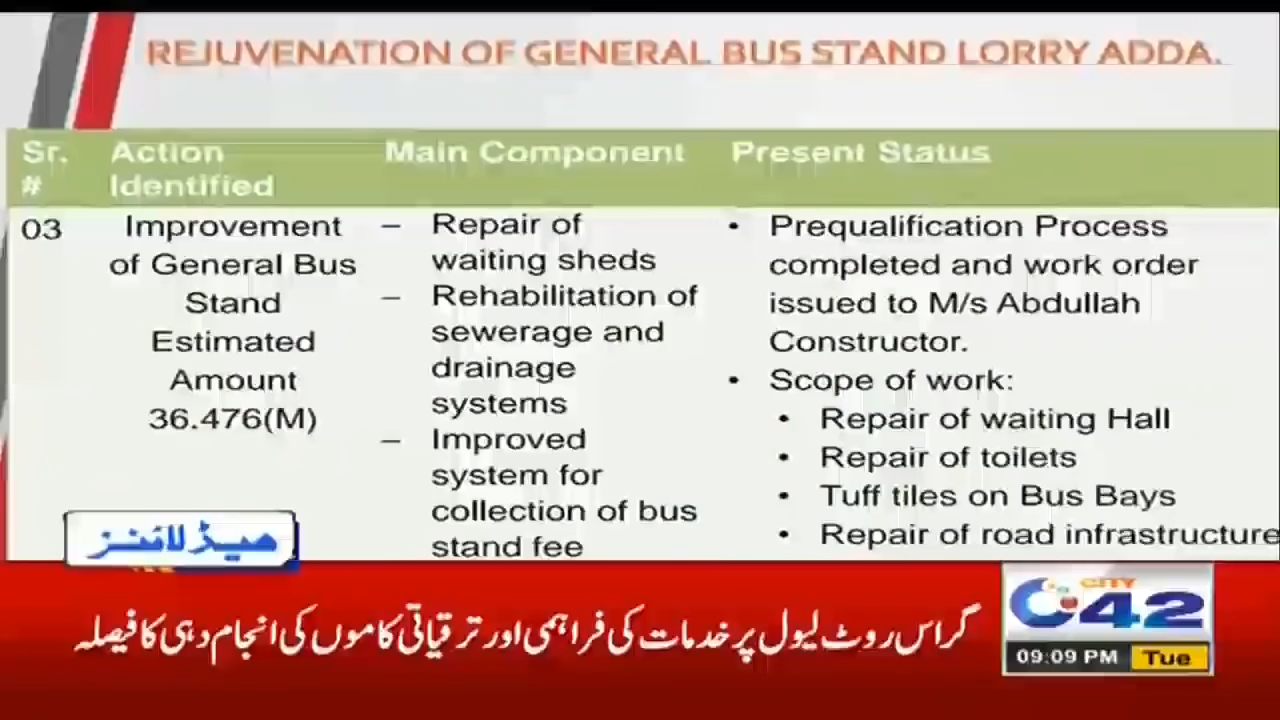 REJUVENATION OF GENERAL BUS STAND LORRY ADDA.
Sr.
#
Action
Identified
Main Component
Present Status
03
Improvement
of General Bus
Stand
Estimated
Amount
36.476(M)
– Repair of
waiting sheds
– Rehabilitation of
sewerage and
drainage
systems
– Improved
system for
collection of bus
stand fee
• Prequalification Process
completed and work order
issued to M/s Abdullah
Constructor.
• Scope of work:
• Repair of waiting Hall
• Repair of toilets
• Tuff tiles on Bus Bays
• Repair of road infrastructure
ہیڈلائنز
گراس روٹ لیول پر خدمات کی فراہمی اور ترقیاتی کاموں کی انجام دہی کا فیصلہ
CITY
42
09:09 PM Tue